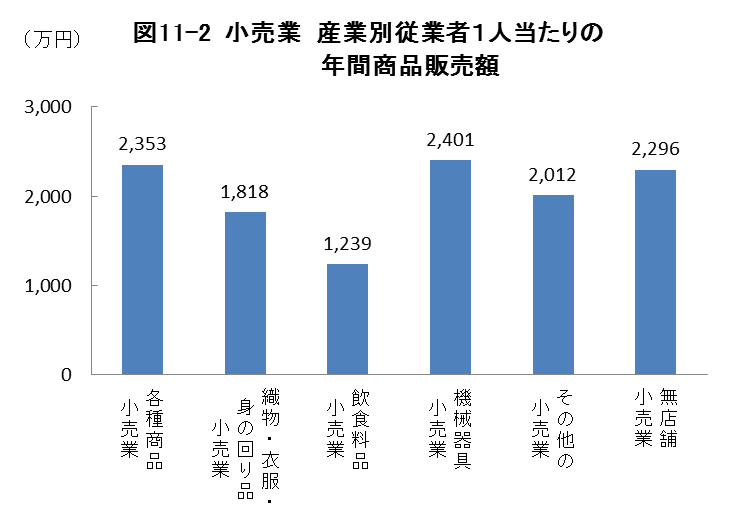 図11-2 小売業 産業別従業者1人当たりの
年間商品販売額
(万円)
3,000
2,000
1,000
0
2,353
1,818
1,239
2,401
2,012
2,296
各種商品
小売業
織物・衣服・
身の回り品
小売業
飲食料品
小売業
機械器具
小売業
その他の
小売業
無店舗
小売業